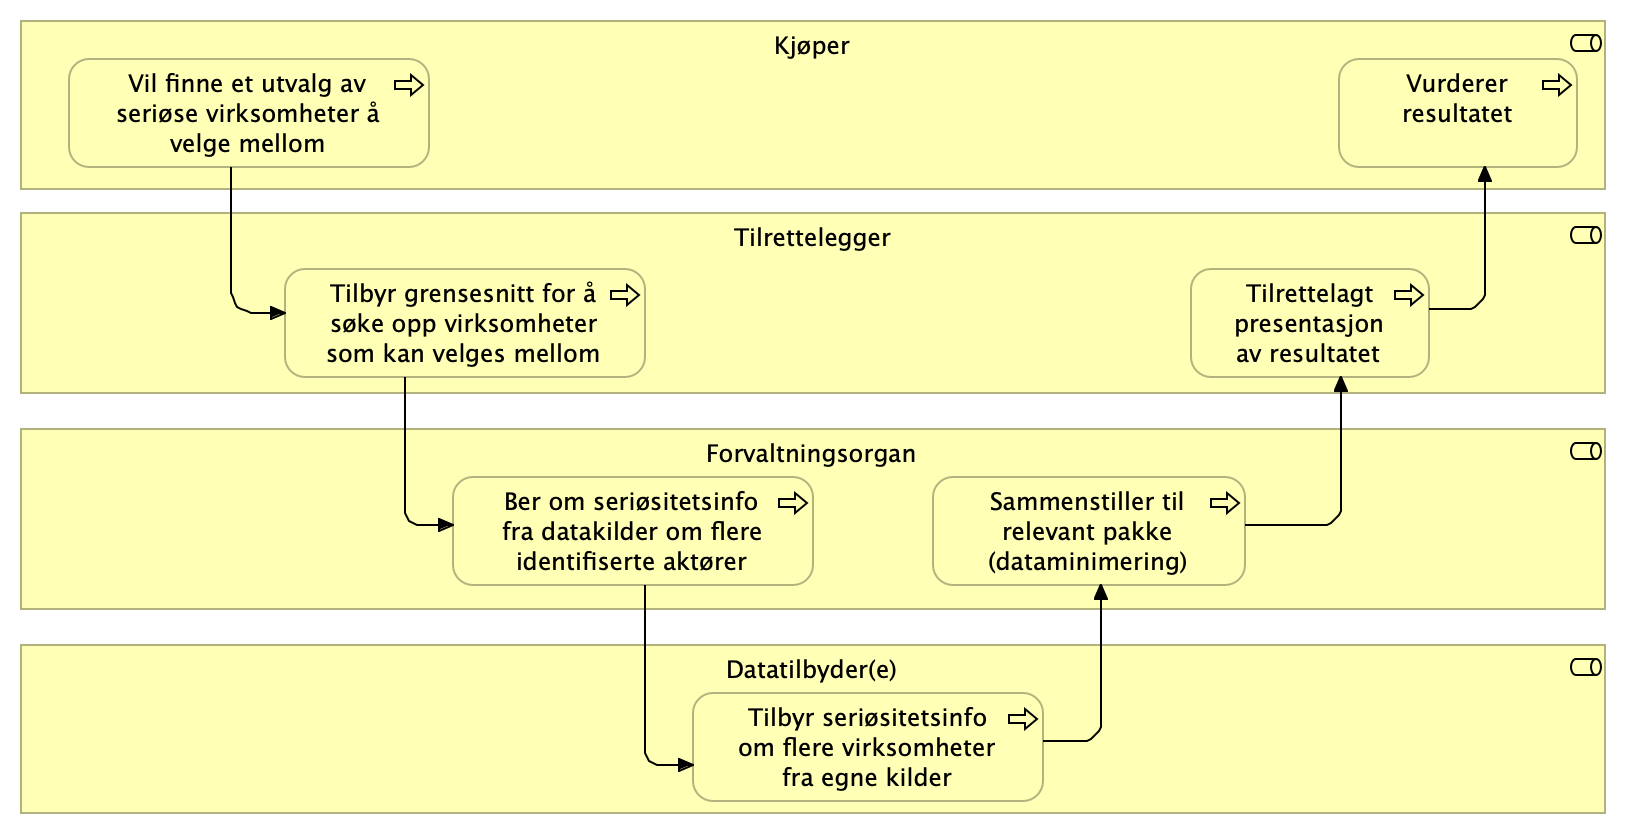 Kjøper
Vil finne et utvalg av
seriøse virksomheter å
velge mellom
Vurderer
resultatet
Tilrettelegger
Tilbyr grensesnitt for å
søke opp virksomheter
som kan velges mellom
Tilrettelagt
presentasjon
av resultatet
Forvaltningsorgan
Ber om seriøsitetsinfo
fra datakilder om flere
identifiserte aktører
Sammenstiller til
relevant pakke
(dataminimering)
Datatilbyder(e)
Tilbyr seriøsitetsinfo
om flere virksomheter
fra egne kilder